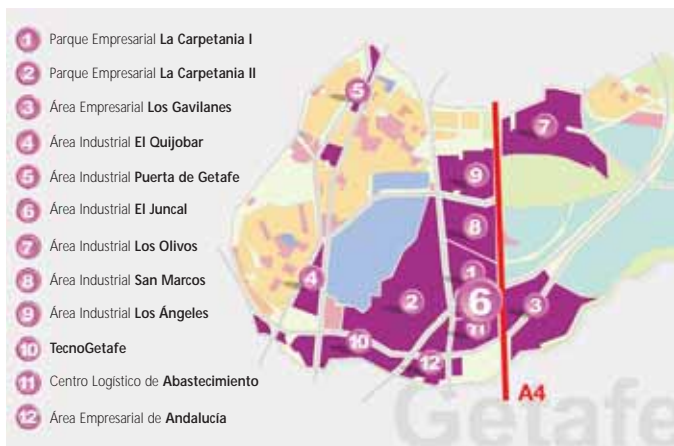 1 Parque Empresarial La Carpetania I
2 Parque Empresarial La Carpetania II
3 Área Empresarial Los Gavilanes
4 Área Industrial El Quijobar
5 Área Industrial Puerta de Getafe
6 Área Industrial El Juncal
7 Área Industrial Los Olivos
8 Área Industrial San Marcos
9 Área Industrial Los Ángeles
10 TecnoGetafe
11 Centro Logístico de Abastecimiento
12 Área Empresarial de Andalucía
5
7
9
8
4
1
2
6
3
11
10
12
A4
Getafe